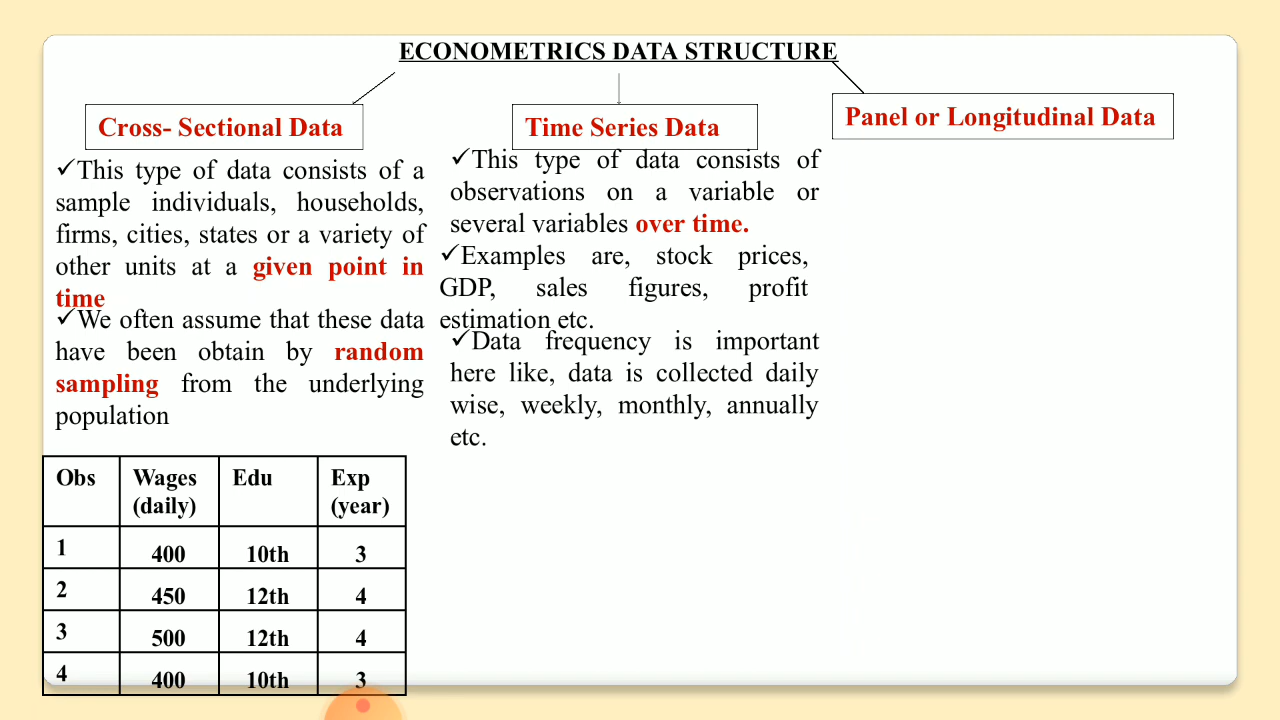 ECONOMETRICS DATA STRUCTURE
Cross- Sectional Data
✓This type of data consists of a
sample individuals, households,
firms, cities, states or a variety of
other units at a given point in
time
✓We often assume that these data
have been obtain by random
sampling from the underlying
population
Obs Wages (daily) Edu Exp (year)
1 400 10th 3
2 450 12th 4
3 500 12th 4
4 400 10th 3
Time Series Data
✓This type of data consists of
observations on a variable or
several variables over time.
✓Examples are, stock prices,
GDP, sales figures, profit
estimation etc.
✓Data frequency is important
here like, data is collected daily
wise, weekly, monthly, annually
etc.
Panel or Longitudinal Data